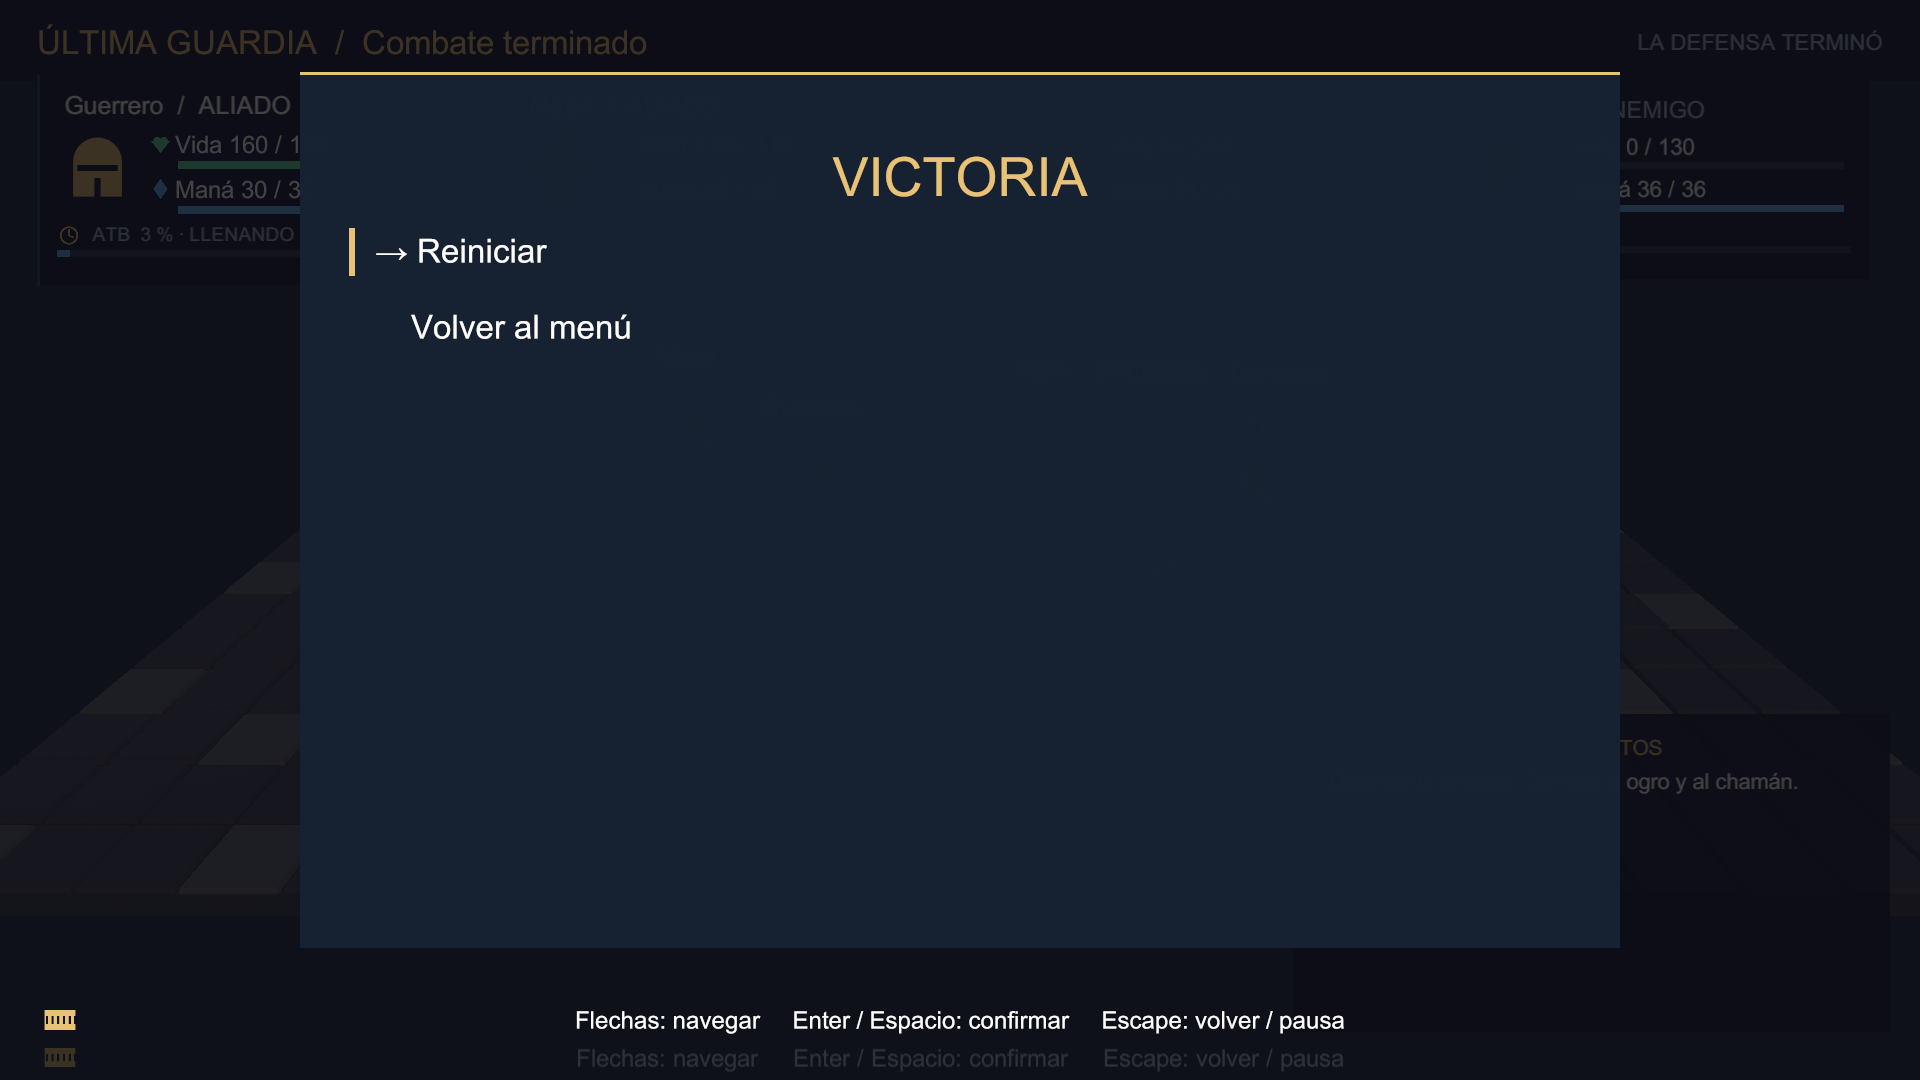 ÚLTIMA GUARDIA / Combate terminado
LA DEFENSA TERMINÓ
Guerrero / ALIADO
Vida 160 / 1
Maná 30 / 3
ATB 3 % · LLENANDO
NEMIGO
0 / 130
á 36 / 36
VICTORIA
→ Reiniciar
Volver al menú
TOS
ogro y al chamán.
Flechas: navegar Enter / Espacio: confirmar Escape: volver / pausa
Flechas: navegar Enter / Espacio: confirmar Escape: volver / pausa